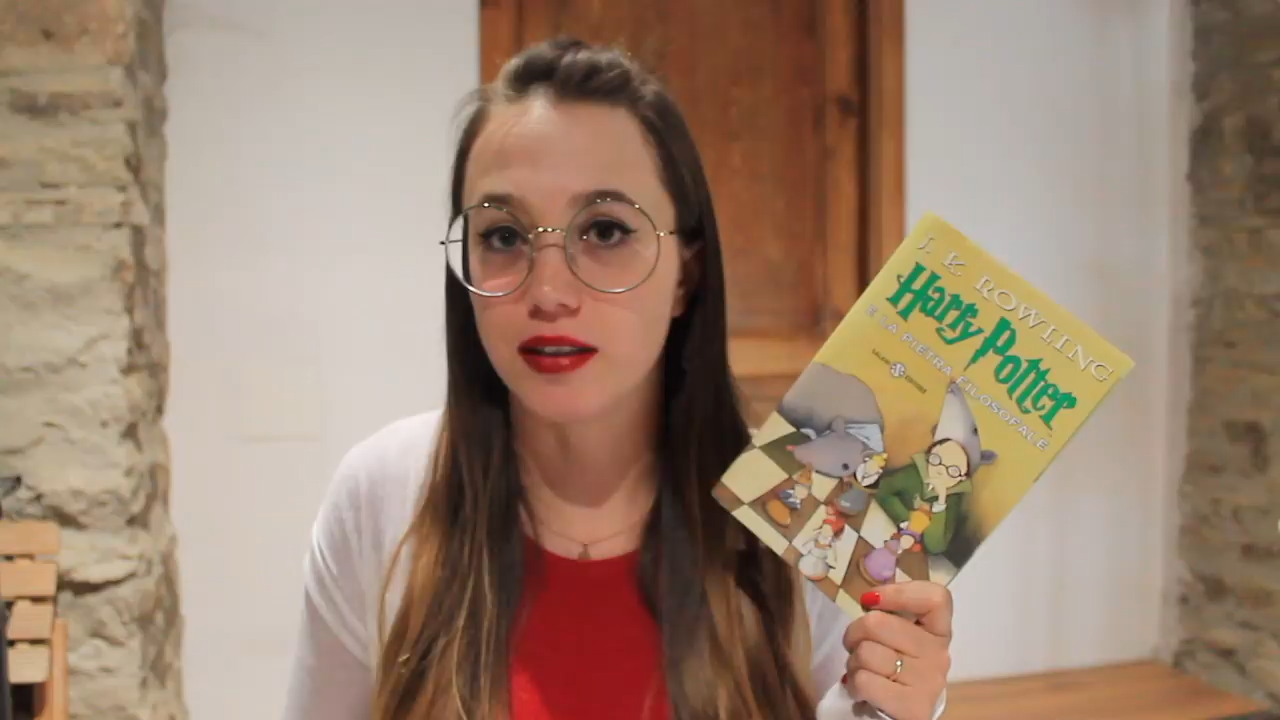 J. K. ROWLING
Harry Potter
E LA PIETRA FILOSOFALE
SALANI EDITORE